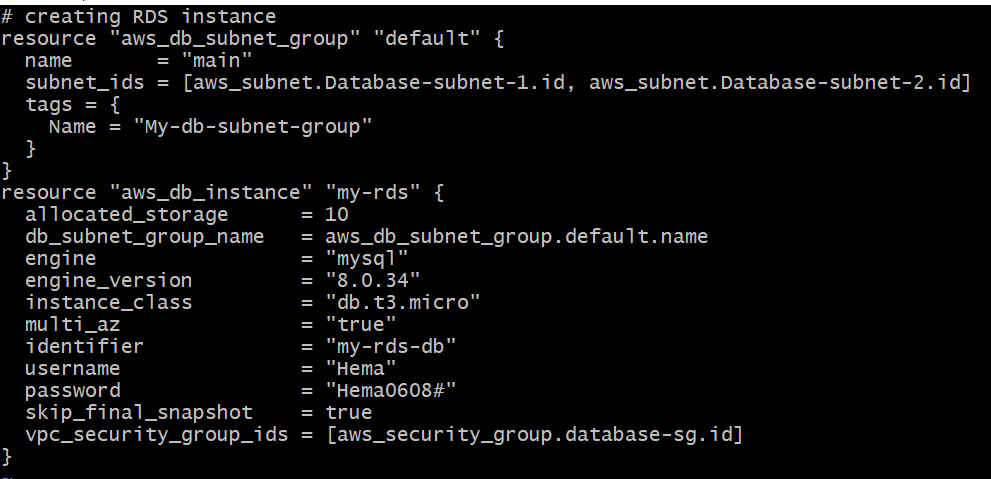 # creating RDS instance
resource "aws_db_subnet_group" "default" {
  name       = "main"
  subnet_ids = [aws_subnet.Database-subnet-1.id, aws_subnet.Database-subnet-2.id]
  tags = {
    Name = "My-db-subnet-group"
  }
}
resource "aws_db_instance" "my-rds" {
  allocated_storage      = 10
  db_subnet_group_name   = aws_db_subnet_group.default.name
  engine                 = "mysql"
  engine_version         = "8.0.34"
  instance_class         = "db.t3.micro"
  multi_az               = "true"
  identifier             = "my-rds-db"
  username               = "Hema"
  password               = "Hema0608#"
  skip_final_snapshot    = true
  vpc_security_group_ids = [aws_security_group.database-sg.id]
}